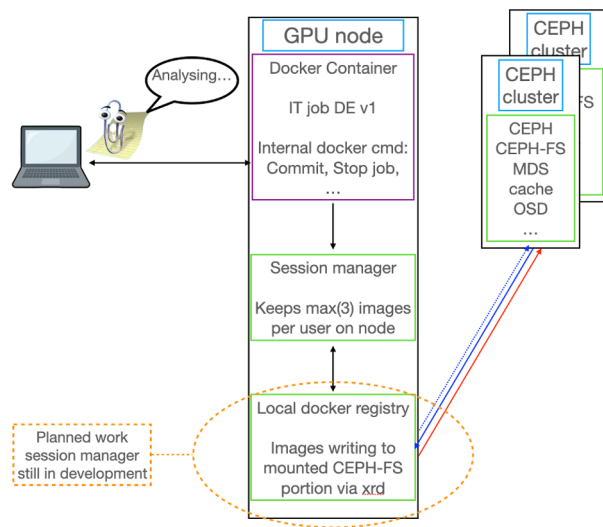 GPU node
Docker Container
IT job DE v1
Internal docker cmd:
Commit, Stop job,
...
Analysing...
Session manager
Keeps max(3) images
per user on node
Local docker registry
Images writing to
mounted CEPH-FS
portion via xrd
Planned work
session manager
still in development
CEPH
cluster
FS
CEPH
cluster
CEPH
CEPH-FS
MDS
cache
OSD
...